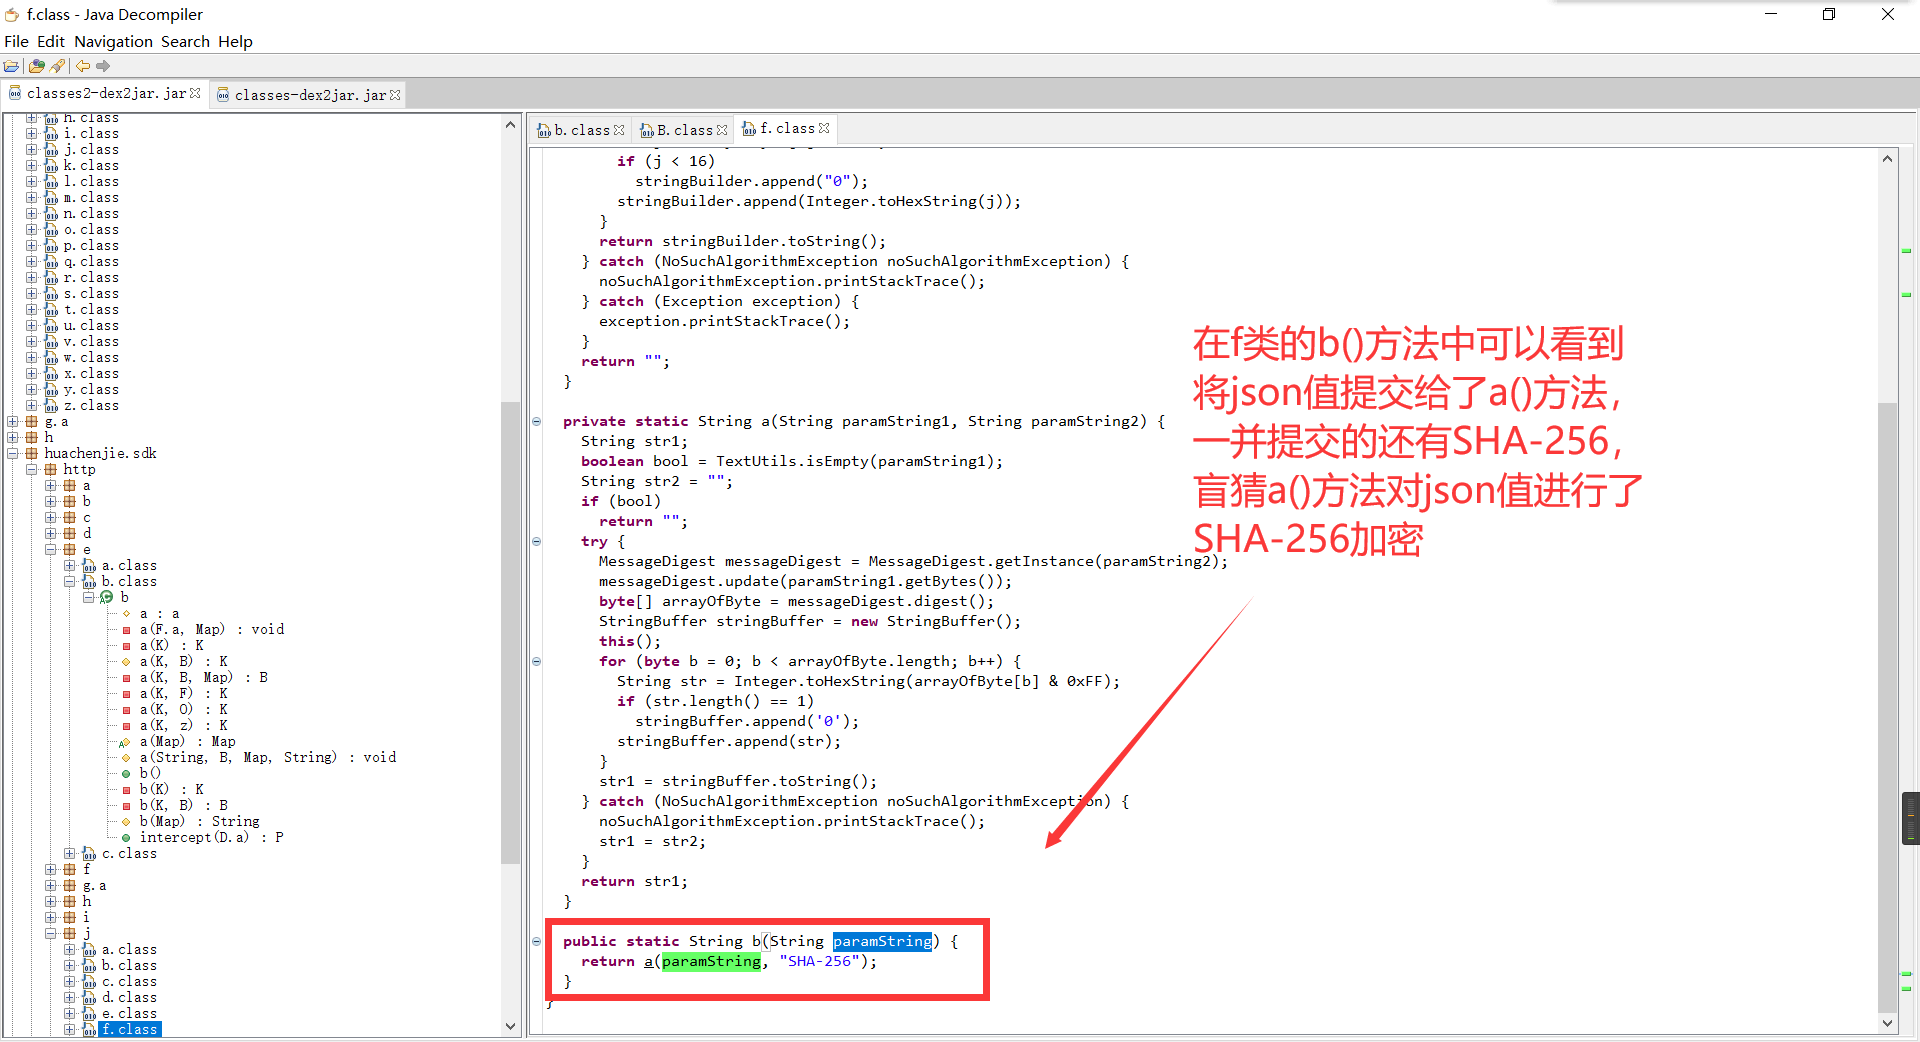 f.class - Java Decompiler
File Edit Navigation Search Help
classes2-dex2jar.jar
classes-dex2jar.jar
h.class
i.class
j.class
k.class
l.class
m.class
n.class
o.class
p.class
q.class
r.class
s.class
t.class
u.class
v.class
w.class
x.class
y.class
z.class
g.a
h
huachenjie.sdk
http
a
b
c
d
e
a.class
b.class
b
a : a
a(F.a, Map) : void
a(K) : K
a(K, B) : K
a(K, B, Map) : B
a(K, F) : K
a(K, O) : K
a(K, z) : K
a(Map) : Map
a(String, B, Map, String) : void
b()
b(K) : K
b(K, B) : B
b(Map) : String
intercept(D.a) : P
c.class
f
g.a
h
i
j
a.class
b.class
c.class
d.class
e.class
f.class
b.class
B.class
f.class
if (j < 16)
stringBuilder.append("0");
stringBuilder.append(Integer.toHexString(j));
}
return stringBuilder.toString();
} catch (NoSuchAlgorithmException noSuchAlgorithmException) {
noSuchAlgorithmException.printStackTrace();
} catch (Exception exception) {
exception.printStackTrace();
}
return "";
}
private static String a(String paramString1, String paramString2) {
String str1;
boolean bool = TextUtils.isEmpty(paramString1);
String str2 = "";
if (bool)
return "";
try {
MessageDigest messageDigest = MessageDigest.getInstance(paramString2);
messageDigest.update(paramString1.getBytes());
byte[] arrayOfByte = messageDigest.digest();
StringBuffer stringBuffer = new StringBuffer();
this();
for (byte b = 0; b < arrayOfByte.length; b++) {
String str = Integer.toHexString(arrayOfByte[b] & 0xFF);
if (str.length() == 1)
stringBuffer.append('0');
stringBuffer.append(str);
}
str1 = stringBuffer.toString();
} catch (NoSuchAlgorithmException noSuchAlgorithmException) {
noSuchAlgorithmException.printStackTrace();
str1 = str2;
}
return str1;
}
public static String b(String paramString) {
return a(paramString, "SHA-256");
}
}
在f类的b()方法中可以看到
将json值提交给了a()方法，
一并提交的还有SHA-256，
盲猜a()方法对json值进行了
SHA-256加密